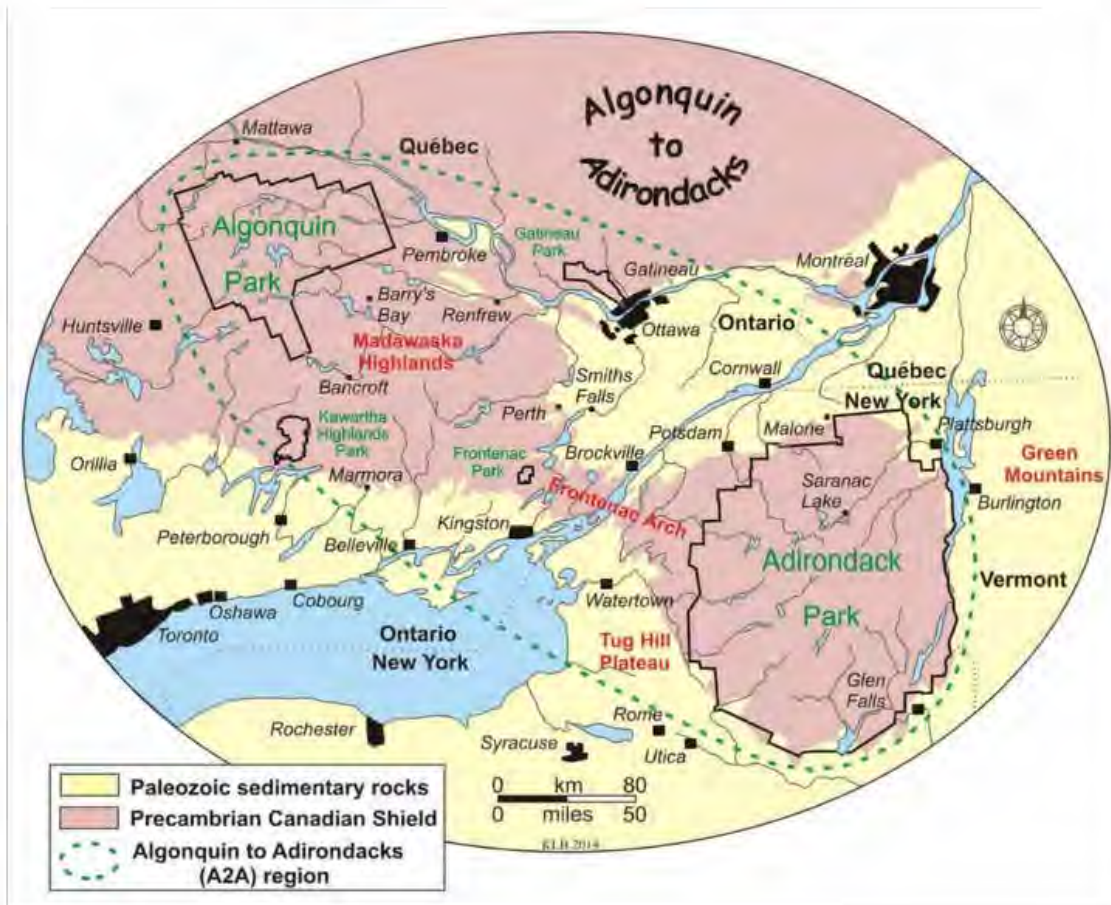 Algonquin
to
Adirondacks
Mattawa
Québec
Algonquin
Park
Pembroke
Gatineau
Park
Gatineau
Montréal
Huntsville
Barry's
Bay
Renfrew
Ottawa
Ontario
Madawaska
Highlands
Bancroft
Smiths
Falls
Cornwall
Québec
New York
Perth
Kawartha
Highlands
Park
Frontenac
Park
Brockville
Potsdam
Malone
Plattsburgh
Orillia
Marmora
Green
Mountains
Saranac
Lake
Burlington
Frontenac Arch
Peterborough
Belleville
Kingston
Adirondack
Park
Vermont
Toronto
Oshawa
Cobourg
Watertown
Ontario
New York
Tug Hill
Plateau
Glen
Falls
Rochester
Syracuse
Rome
Utica
0 km 80
0 miles 50
KLB 2014
Paleozoic sedimentary rocks
Precambrian Canadian Shield
Algonquin to Adirondacks
(A2A) region